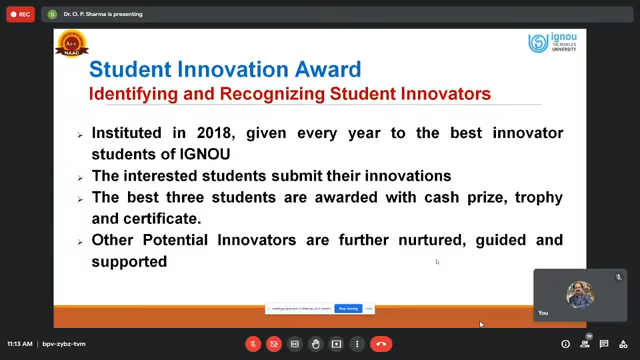 REC
D
Dr. O. P. Sharma is presenting
A++
NAAC
ignou
THE PEOPLE'S
UNIVERSITY
Student Innovation Award
Identifying and Recognizing Student Innovators
➢ Instituted in 2018, given every year to the best innovator
students of IGNOU
➢ The interested students submit their innovations
➢ The best three students are awarded with cash prize, trophy
and certificate.
➢ Other Potential Innovators are further nurtured, guided and
supported
Stop sharing
Hide
You
11:13 AM | bpv-zybz-tvm